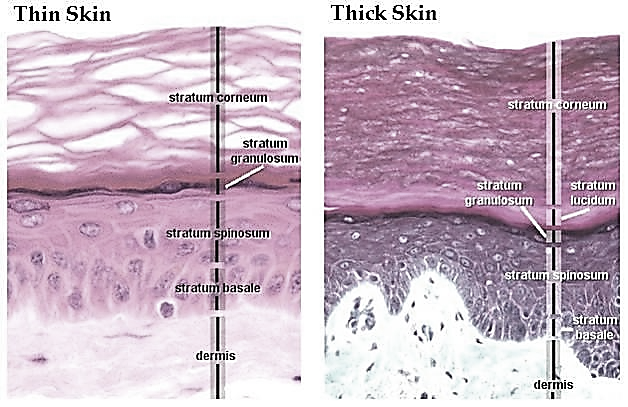 Thin Skin
stratum corneum
stratum
granulosum
stratum spinosum
stratum basale
dermis
Thick Skin
stratum corneum
stratum
granulosum
stratum
lucidum
stratum spinosum
stratum
basale
dermis